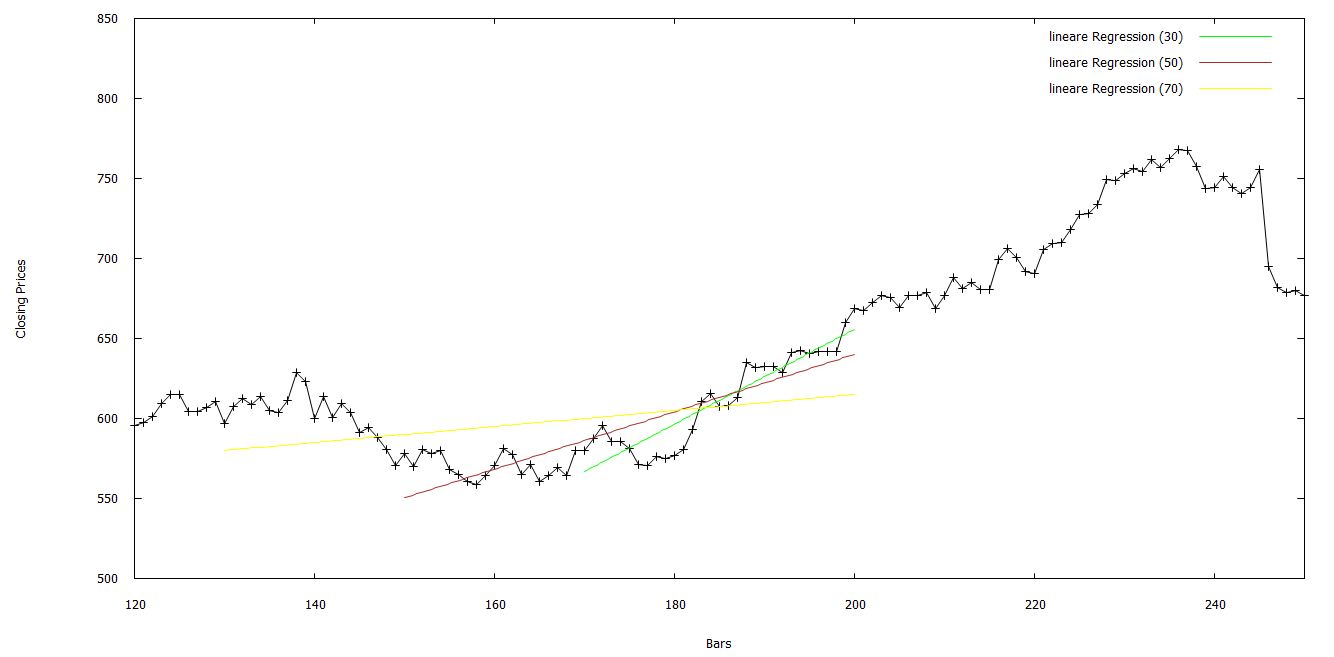 850
800
750
700
650
600
550
500
Closing Prices
lineare Regression (30)
lineare Regression (50)
lineare Regression (70)
120 140 160 180 200 220 240
Bars